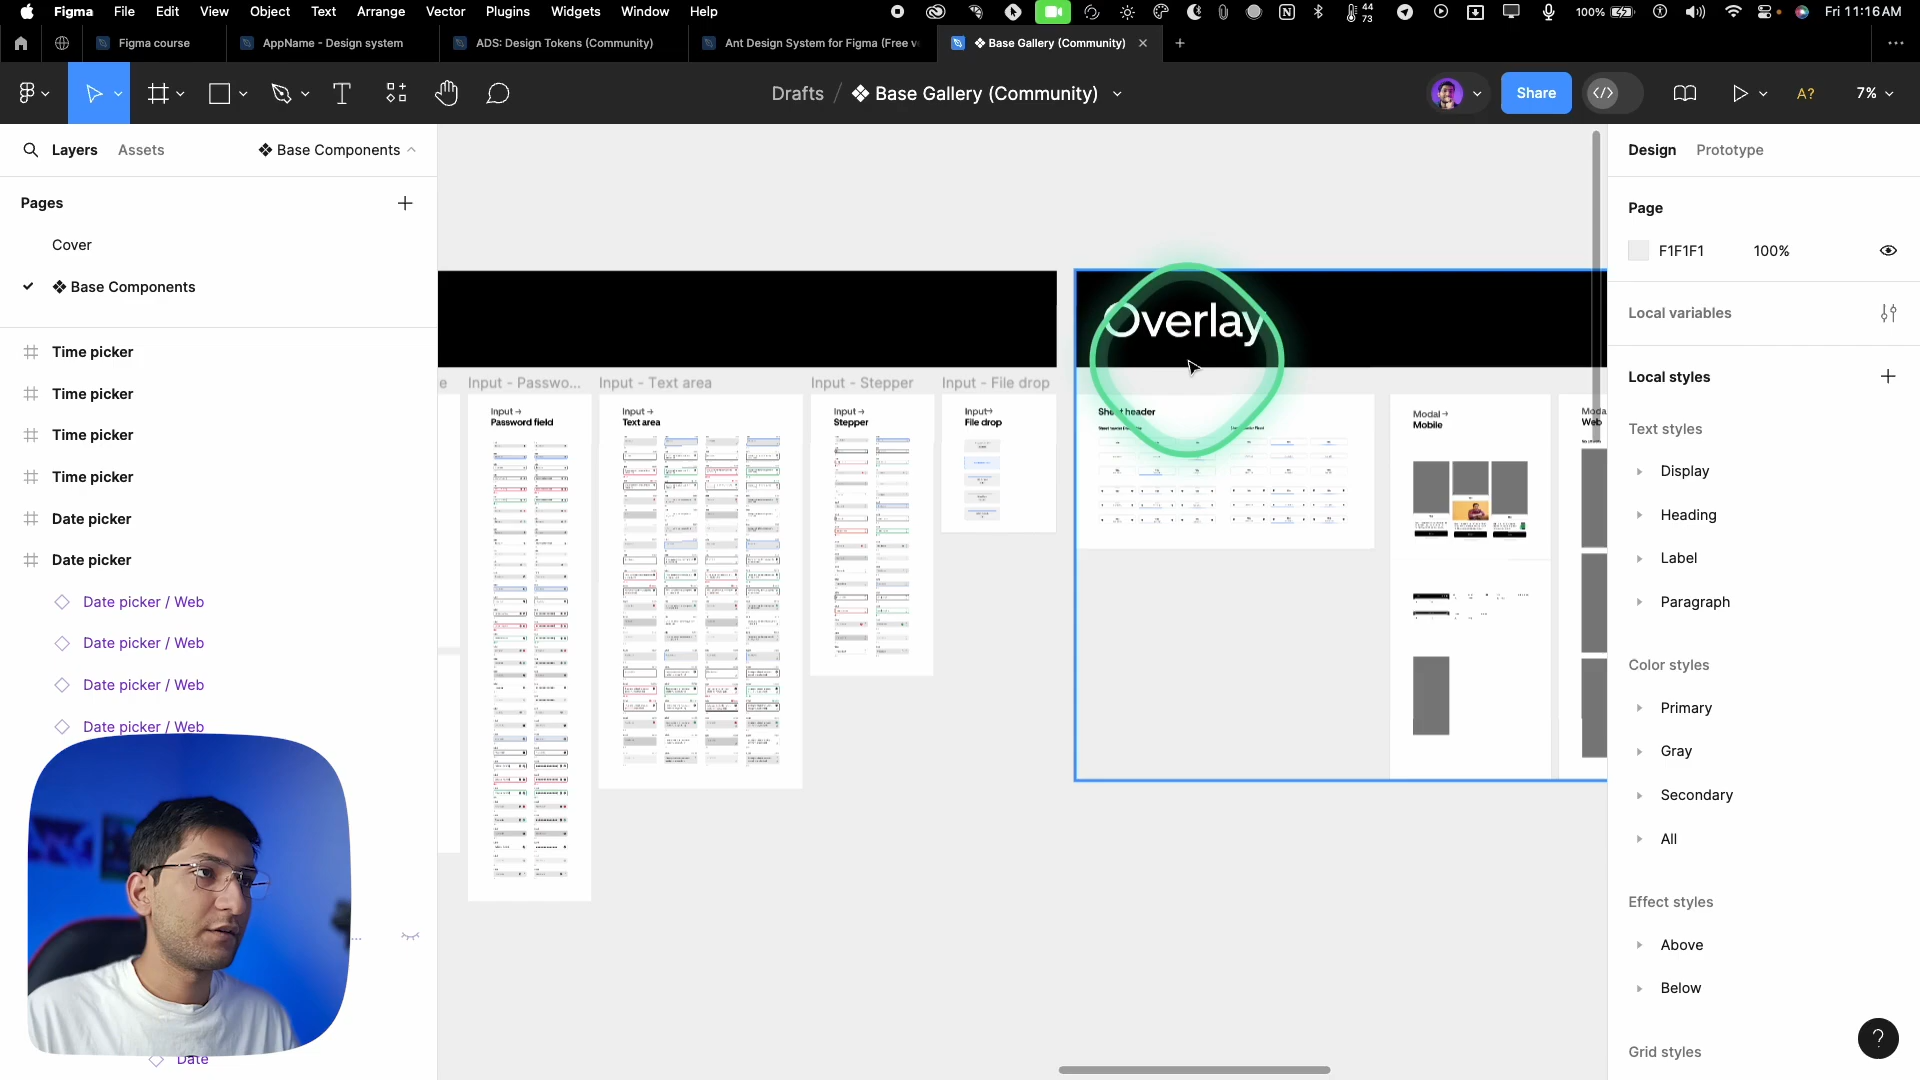 Figma File Edit View Object Text Arrange Vector Plugins Widgets Window Help
44
73
100%
Fri 11:16 AM
Figma course
AppName - Design system
ADS: Design Tokens (Community)
Ant Design System for Figma (Free v
Base Gallery (Community)
Drafts / Base Gallery (Community)
Share
A?
7%
Layers
Assets
Base Components
Pages
Cover
Base Components
Time picker
Time picker
Time picker
Time picker
Date picker
Date picker
Date picker / Web
Date picker / Web
Date picker / Web
Date picker / Web
Date
Overlay
e
Input - Passwo...
Input - Text area
Input - Stepper
Input - File drop
Input →
Password field
Input →
Text area
Input →
Stepper
Input→
File drop
Sheet header
Modal →
Mobile
Moda
Web
Design
Prototype
Page
F1F1F1
100%
Local variables
Local styles
Text styles
Display
Heading
Label
Paragraph
Color styles
Primary
Gray
Secondary
All
Effect styles
Above
Below
Grid styles
?